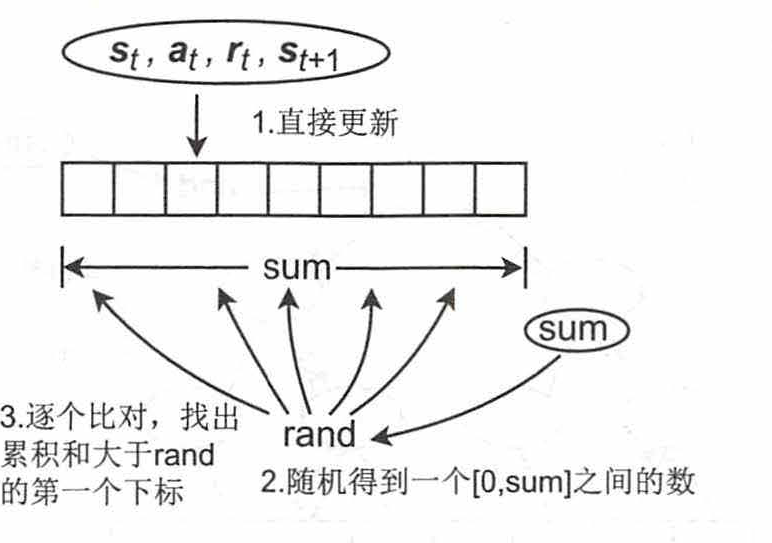 s_t, a_t, r_t, s_{t+1}
1.直接更新
sum
sum
rand
3.逐个比对，找出
累积和大于rand
的第一个下标
2.随机得到一个[0,sum]之间的数